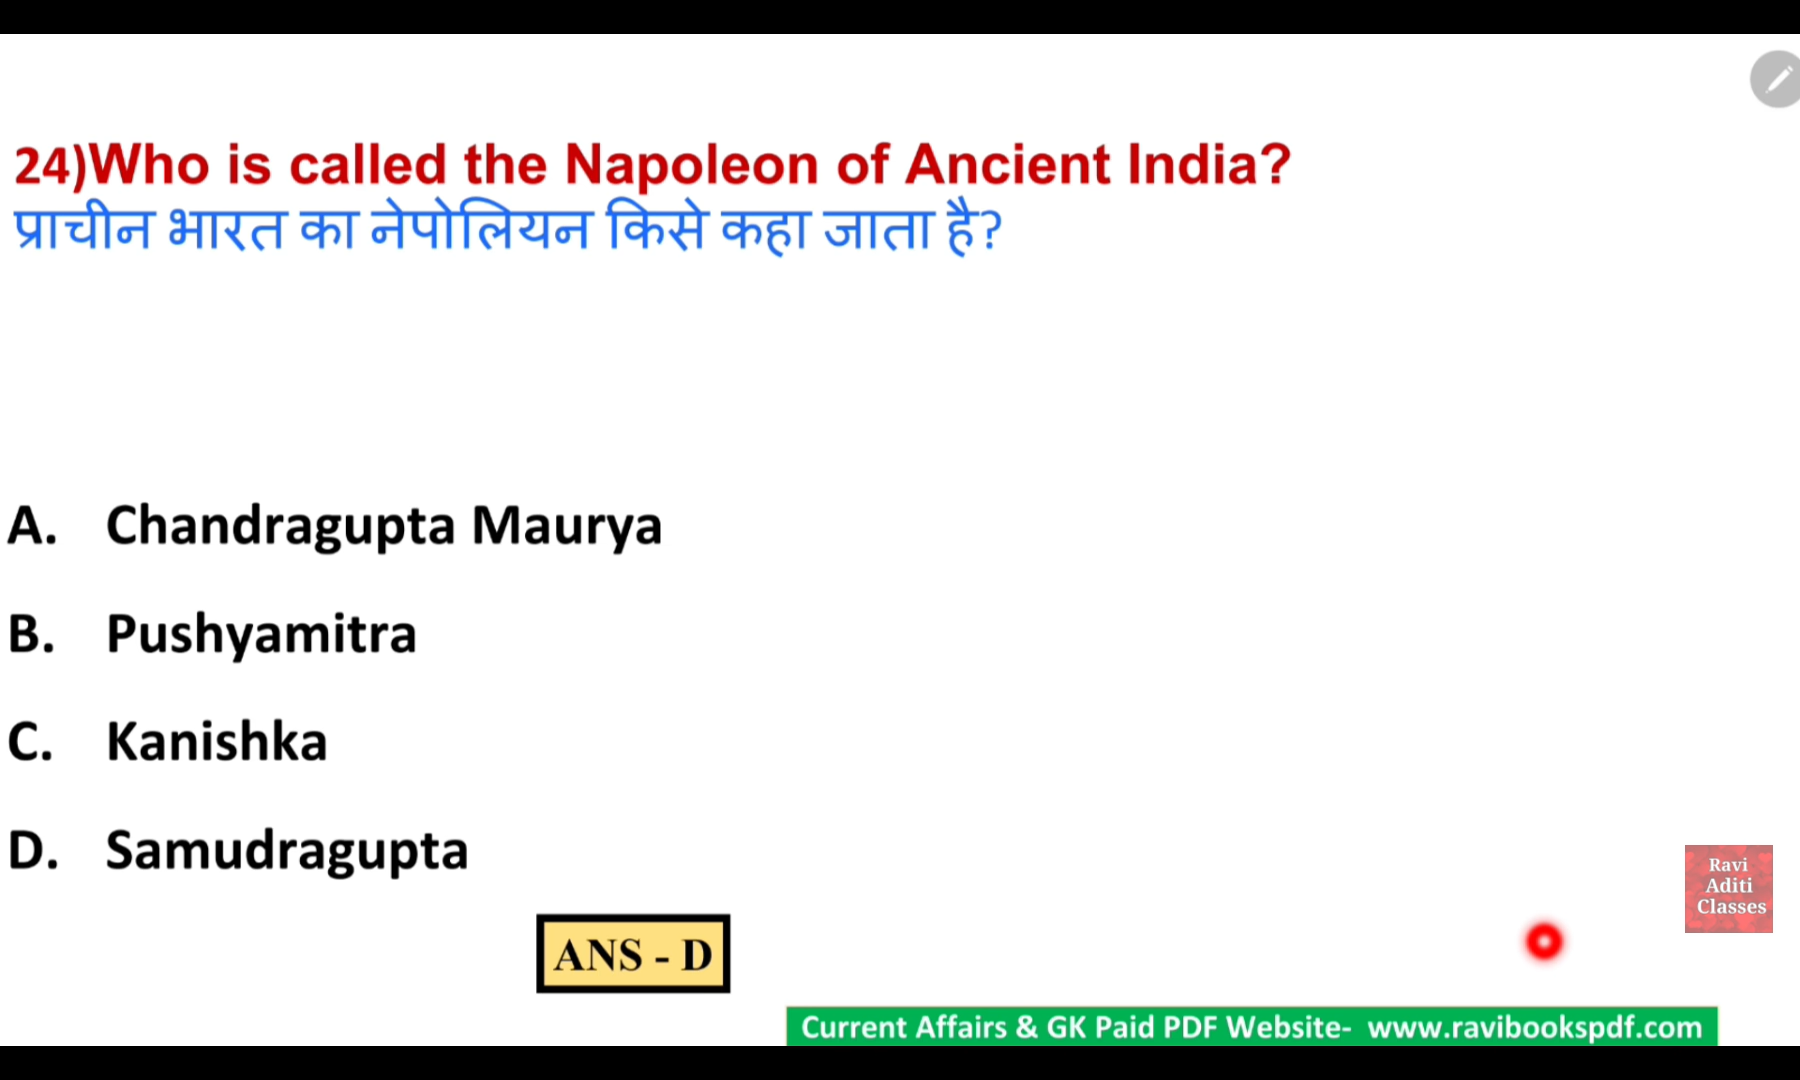 24)Who is called the Napoleon of Ancient India?
प्राचीन भारत का नेपोलियन किसे कहा जाता है?
A. Chandragupta Maurya
B. Pushyamitra
C. Kanishka
D. Samudragupta
Ravi
Aditi
Classes
ANS - D
Current Affairs & GK Paid PDF Website- www.ravibookspdf.com